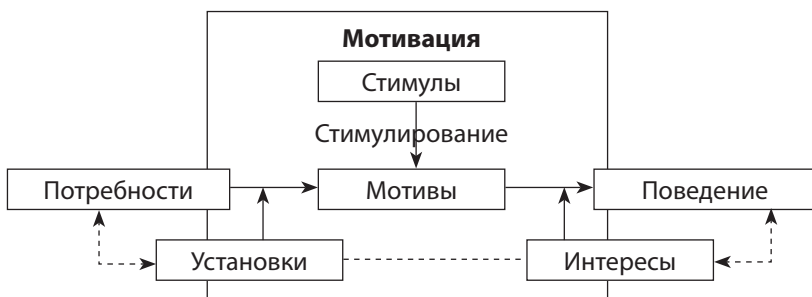 Мотивация
Стимулы
Стимулирование
Потребности
Мотивы
Поведение
Установки
Интересы